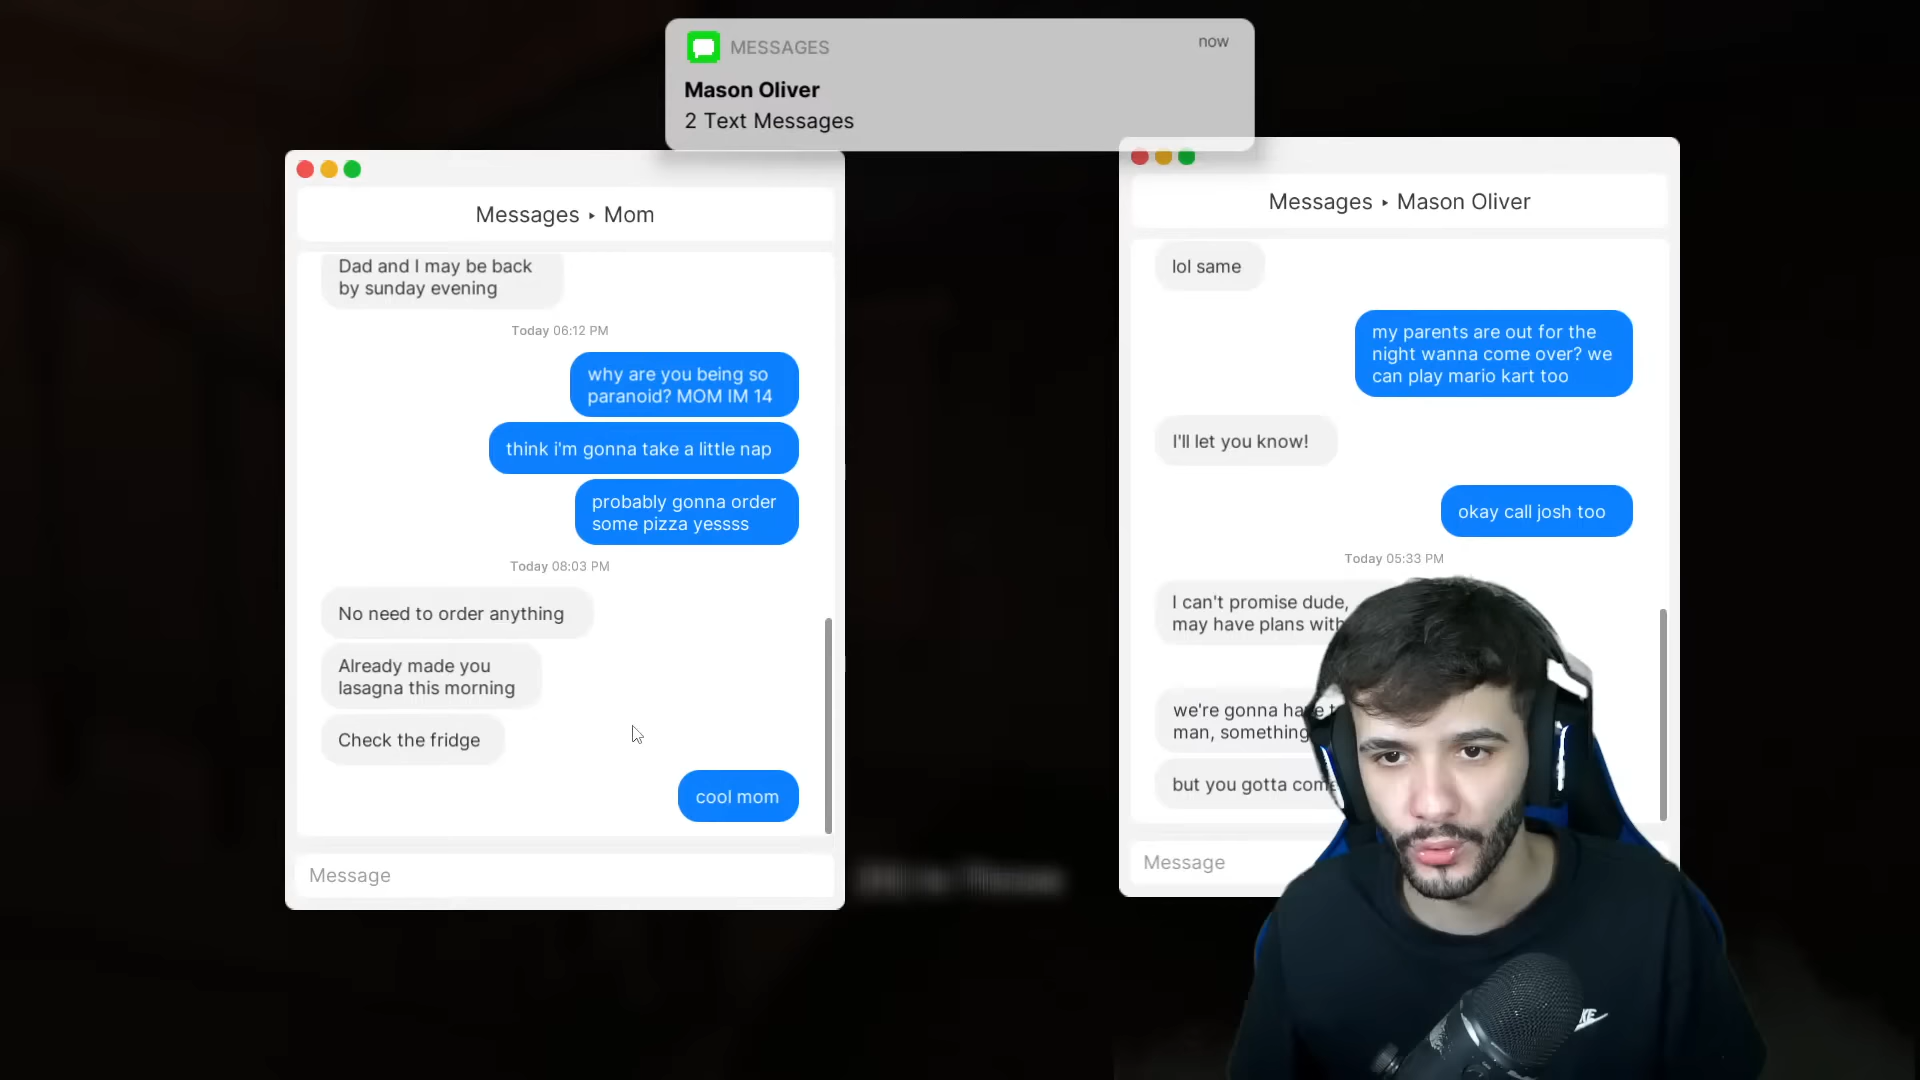 MESSAGES
now
Mason Oliver
2 Text Messages
Messages ‣ Mom
Dad and I may be back
by sunday evening
Today 06:12 PM
why are you being so
paranoid? MOM IM 14
think i'm gonna take a little nap
probably gonna order
some pizza yessss
Today 08:03 PM
No need to order anything
Already made you
lasagna this morning
Check the fridge
cool mom
Message
Messages ‣ Mason Oliver
lol same
my parents are out for the
night wanna come over? we
can play mario kart too
I'll let you know!
okay call josh too
Today 05:33 PM
I can't promise dude,
may have plans with
we're gonna have
man, something
but you gotta come
Message